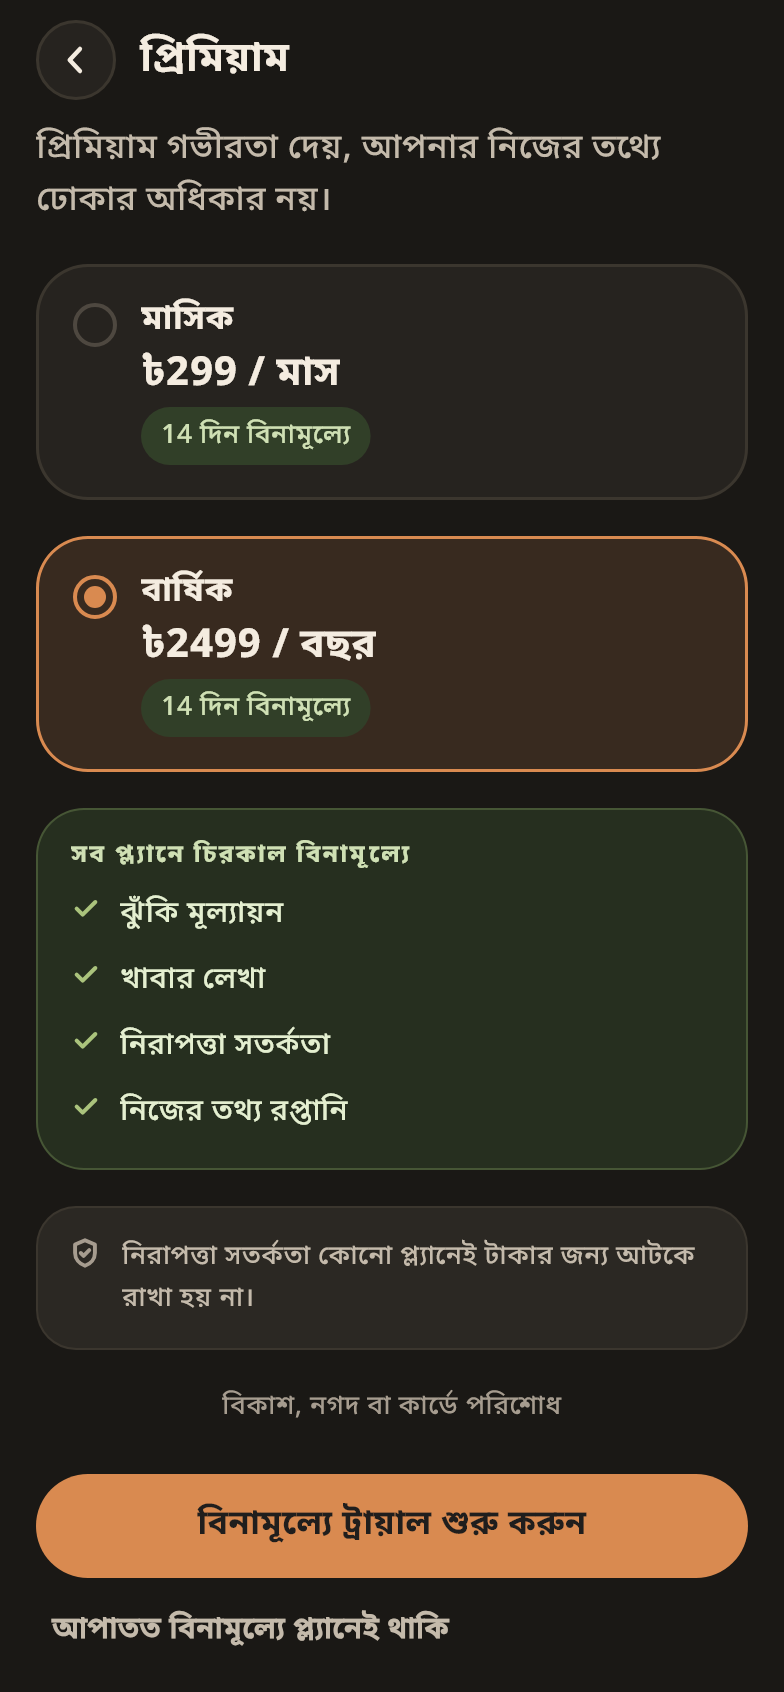 প্রিমিয়াম
প্রিমিয়াম গভীরতা দেয়, আপনার নিজের তথ্যে
ঢোকার অধিকার নয়।
মাসিক
৳299 / মাস
14 দিন বিনামূল্যে
বার্ষিক
৳2499 / বছর
14 দিন বিনামূল্যে
সব প্ল্যানে চিরকাল বিনামূল্যে
ঝুঁকি মূল্যায়ন
খাবার লেখা
নিরাপত্তা সতর্কতা
নিজের তথ্য রপ্তানি
নিরাপত্তা সতর্কতা কোনো প্ল্যানেই টাকার জন্য আটকে
রাখা হয় না।
বিকাশ, নগদ বা কার্ডে পরিশোধ
বিনামূল্যে ট্রায়াল শুরু করুন
আপাতত বিনামূল্যে প্ল্যানেই থাকি